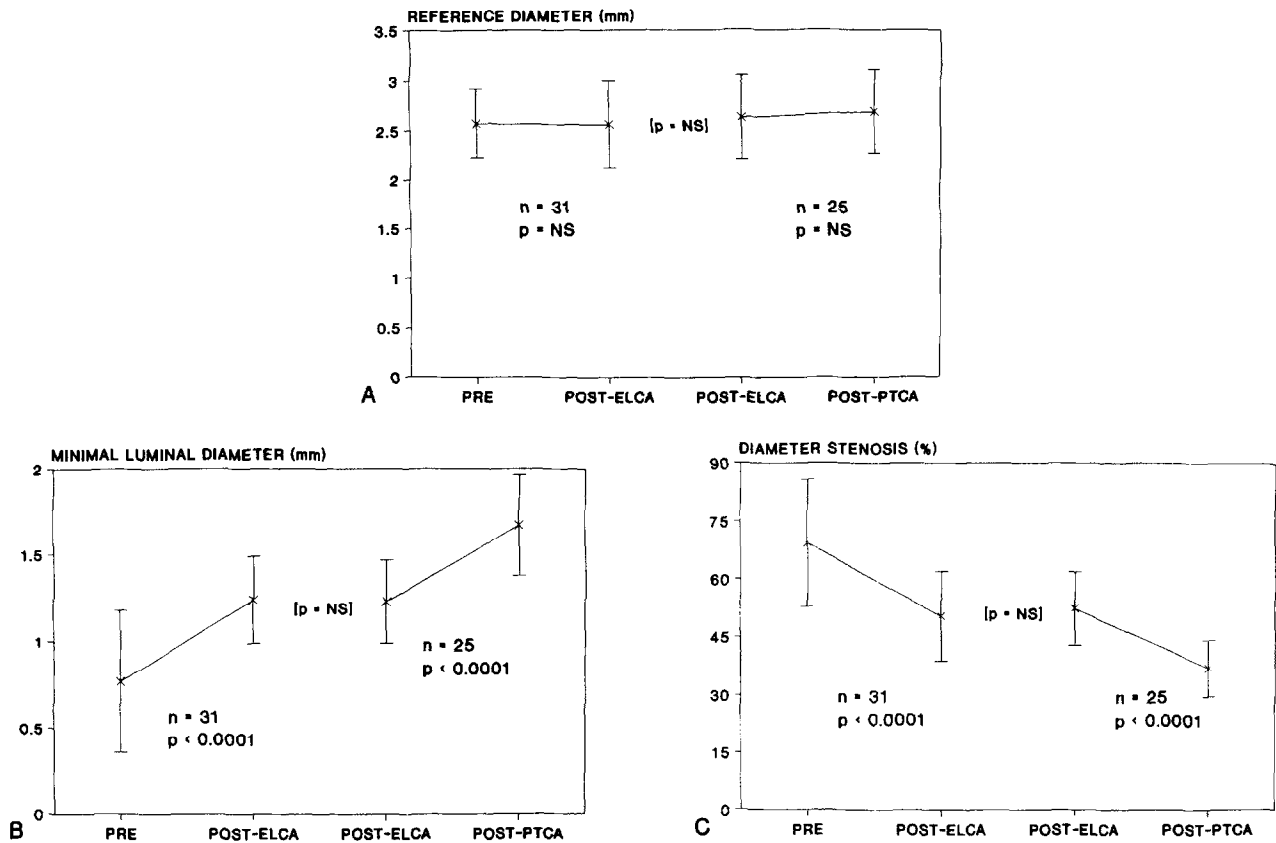 REFERENCE DIAMETER (mm)
3.5
3
2.5
2
1.5
1
0.5
0
[p = NS]
n = 31
p = NS
n = 25
p = NS
A
PRE
POST-ELCA
POST-ELCA
POST-PTCA
MINIMAL LUMINAL DIAMETER (mm)
2
1.5
1
0.5
0
[p = NS]
n = 25
p < 0.0001
n = 31
p < 0.0001
B
PRE
POST-ELCA
POST-ELCA
POST-PTCA
DIAMETER STENOSIS (%)
90
75
60
45
30
15
0
[p = NS]
n = 31
p < 0.0001
n = 25
p < 0.0001
C
PRE
POST-ELCA
POST-ELCA
POST-PTCA